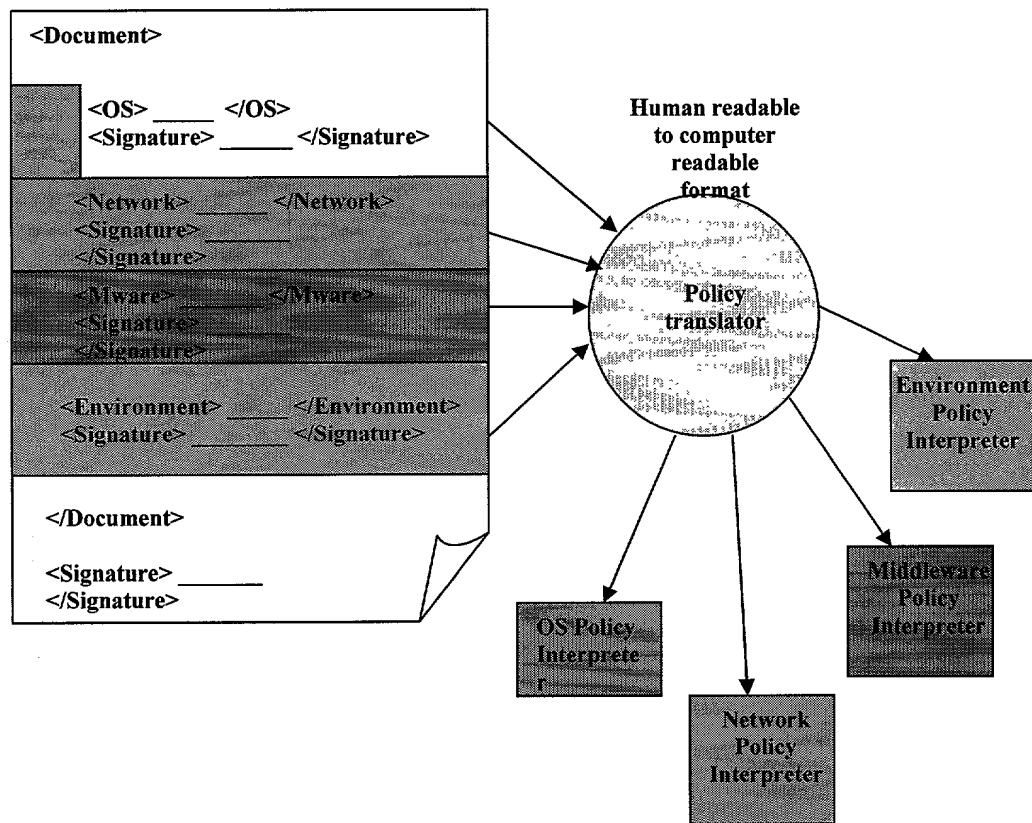 <Document>
<OS> _____ </OS>
<Signature> ______ </Signature>
<Network> ______ </Network>
<Signature> _______
</Signature>
<Mware> ________ </Mware>
<Signature> _______
</Signature>
<Environment> _____ </Environment>
<Signature> _______ </Signature>
</Document>
<Signature> _______
</Signature>
Human readable
to computer
readable
format
Policy
translator
Environment
Policy
Interpreter
Middleware
Policy
Interpreter
OS Policy
Interprete
r
Network
Policy
Interpreter